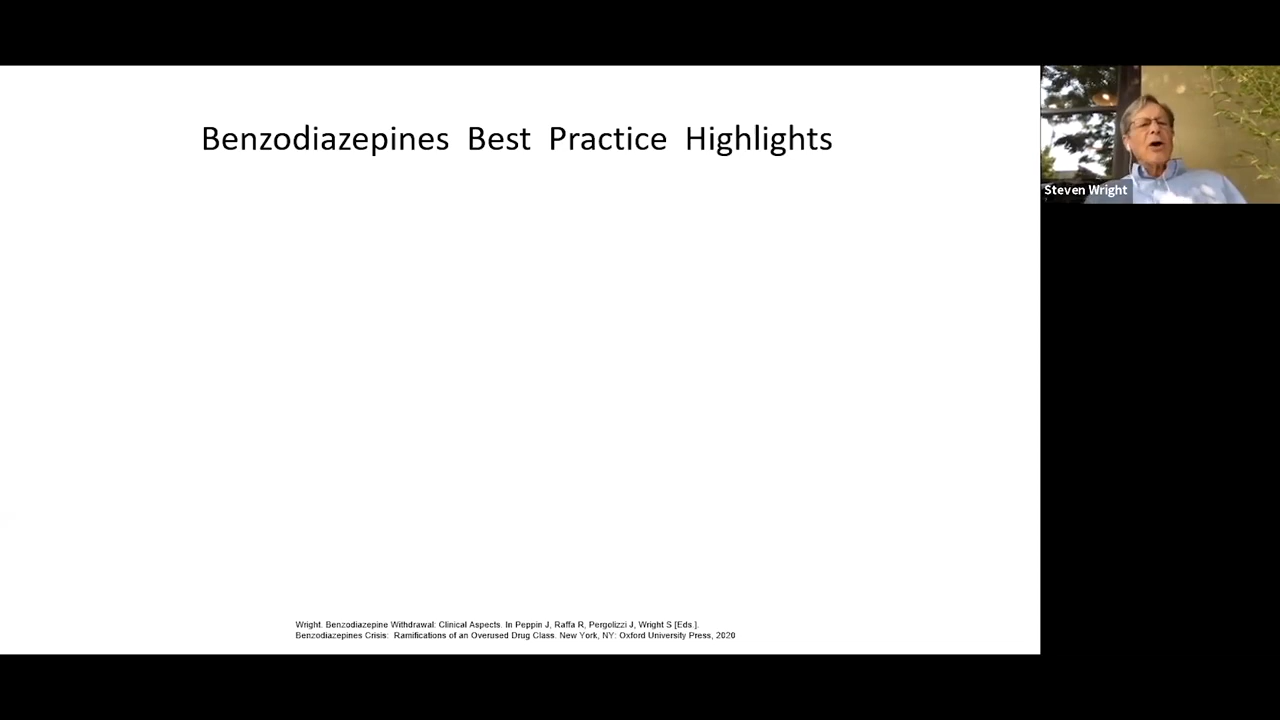 Benzodiazepines Best Practice Highlights
Steven Wright
Wright. Benzodiazepine Withdrawal: Clinical Aspects. In Peppin J, Raffa R, Pergolizzi J, Wright S [Eds.].
Benzodiazepines Crisis: Ramifications of an Overused Drug Class. New York, NY: Oxford University Press, 2020